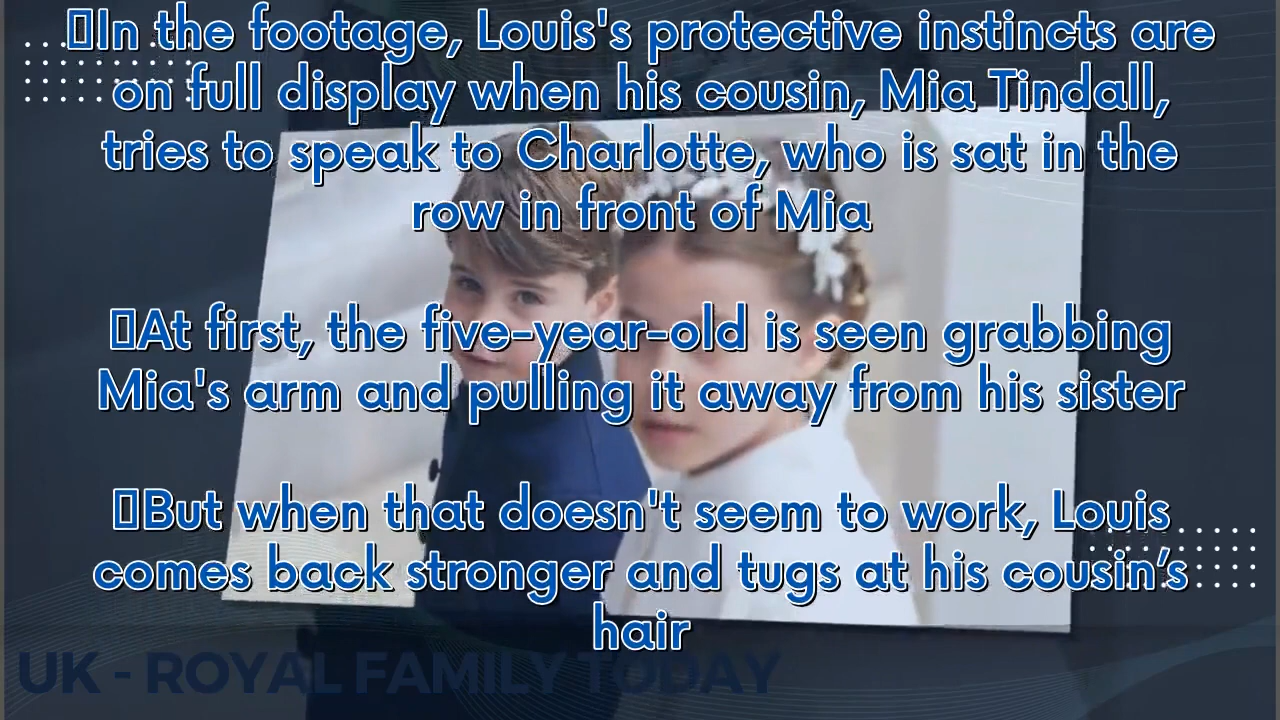 ▯In the footage, Louis's protective instincts are
on full display when his cousin, Mia Tindall,
tries to speak to Charlotte, who is sat in the
row in front of Mia
▯At first, the five-year-old is seen grabbing
Mia's arm and pulling it away from his sister
▯But when that doesn't seem to work, Louis
comes back stronger and tugs at his cousin’s
hair
UK - ROYAL FAMILY TODAY